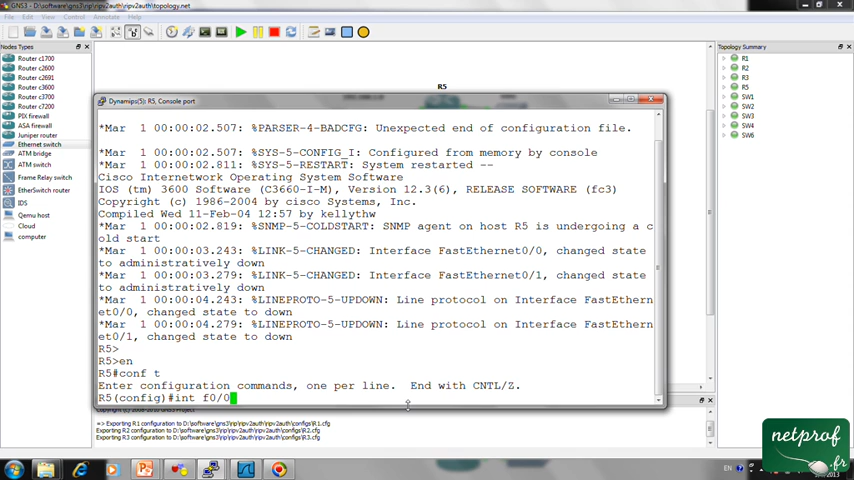 GNS3 - D:\software\gns3\rip\ripv2auth\topology.net
File Edit View Control Annotate Help
Nodes Types
Router c1700
Router c2600
Router c2691
Router c3600
Router c3700
Router c7200
PIX firewall
ASA firewall
Juniper router
Ethernet switch
ATM bridge
ATM switch
Frame Relay switch
EtherSwitch router
IDS
Qemu host
Cloud
computer
R5
Topology Summary
R1
R2
R3
R5
SW1
SW2
SW3
SW4
SW6
Dynamips(5): R5, Console port
*Mar 1 00:00:02.507: %PARSER-4-BADCFG: Unexpected end of configuration file.
*Mar 1 00:00:02.507: %SYS-5-CONFIG_I: Configured from memory by console
*Mar 1 00:00:02.811: %SYS-5-RESTART: System restarted --
Cisco Internetwork Operating System Software
IOS (tm) 3600 Software (C3660-I-M), Version 12.3(6), RELEASE SOFTWARE (fc3)
Copyright (c) 1986-2004 by cisco Systems, Inc.
Compiled Wed 11-Feb-04 12:57 by kellythw
*Mar 1 00:00:02.819: %SNMP-5-COLDSTART: SNMP agent on host R5 is undergoing a c
old start
*Mar 1 00:00:03.243: %LINK-5-CHANGED: Interface FastEthernet0/0, changed state
to administratively down
*Mar 1 00:00:03.279: %LINK-5-CHANGED: Interface FastEthernet0/1, changed state
to administratively down
*Mar 1 00:00:04.243: %LINEPROTO-5-UPDOWN: Line protocol on Interface FastEthern
et0/0, changed state to down
*Mar 1 00:00:04.279: %LINEPROTO-5-UPDOWN: Line protocol on Interface FastEthern
et0/1, changed state to down
R5>
R5>en
R5#conf t
Enter configuration commands, one per line. End with CNTL/Z.
R5(config)#int f0/0
=> Exporting R1 configuration to D:\software\gns3\rip\ripv2auth\configs\R1.cfg
Exporting R2 configuration to D:\software\gns3\rip\ripv2auth\configs\R2.cfg
Exporting R3 configuration to D:\software\gns3\rip\ripv2auth\configs\R3.cfg
EN
netprof
.fr